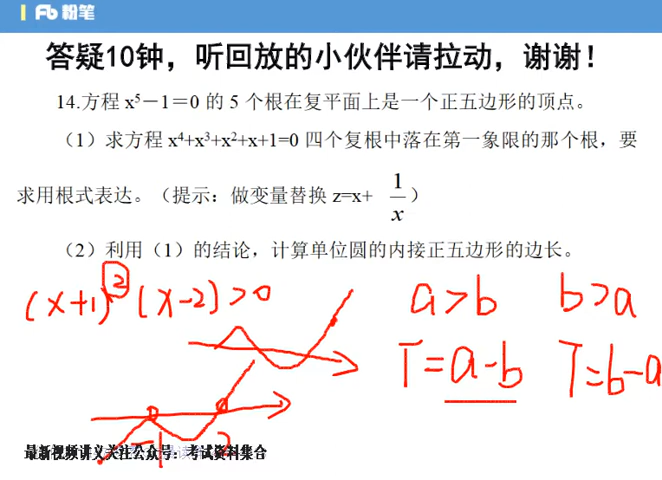 粉笔
答疑10钟，听回放的小伙伴请拉动，谢谢！
14.方程 x⁵－1＝0 的 5 个根在复平面上是一个正五边形的顶点。
（1）求方程 x⁴+x³+x²+x+1=0 四个复根中落在第一象限的那个根，要
求用根式表达。（提示：做变量替换 z=x+ 1/x ）
（2）利用（1）的结论，计算单位圆的内接正五边形的边长。
(x+1)²(x-2)>0 a>b b>a
T=a-b T=b-a
-1 2
最新视频讲义关注公众号：考试资料集合